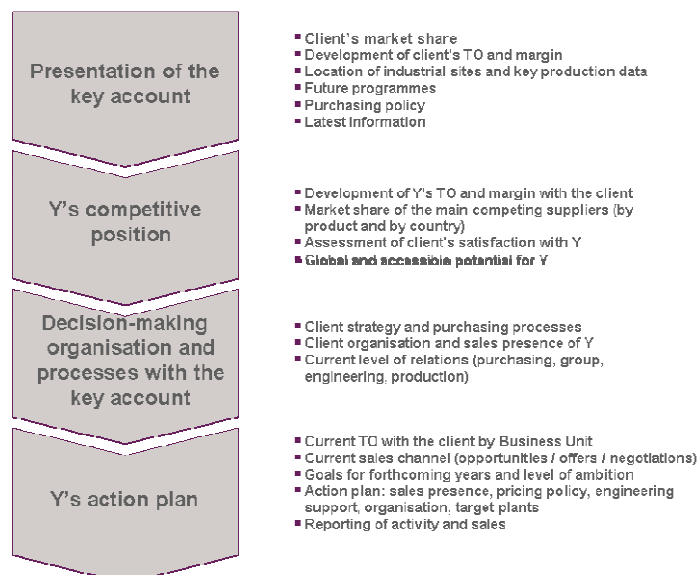 Presentation of the
key account
▪ Client's market share
▪ Development of client's TO and margin
▪ Location of industrial sites and key production data
▪ Future programmes
▪ Purchasing policy
▪ Latest information
Y's competitive
position
▪ Development of Y's TO and margin with the client
▪ Market share of the main competing suppliers (by
product and by country)
▪ Assessment of client's satisfaction with Y
▪ Global and accessible potential for Y
Decision-making
organisation and
processes with the
key account
▪ Client strategy and purchasing processes
▪ Client organisation and sales presence of Y
▪ Current level of relations (purchasing, group,
engineering, production)
Y's action plan
▪ Current TO with the client by Business Unit
▪ Current sales channel (opportunities / offers / negotiations)
▪ Goals for forthcoming years and level of ambition
▪ Action plan: sales presence, pricing policy, engineering
support, organisation, target plants
▪ Reporting of activity and sales